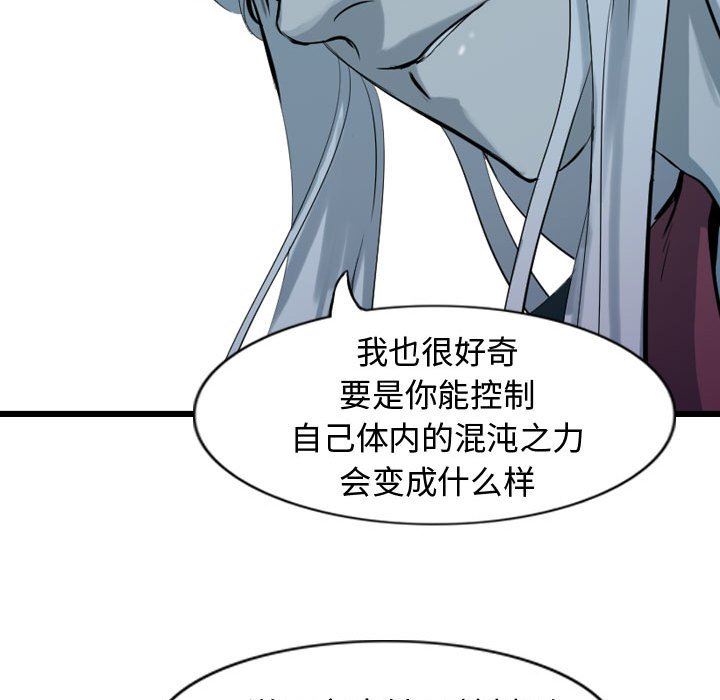 我也很好奇
要是你能控制
自己体内的混沌之力
会变成什么样